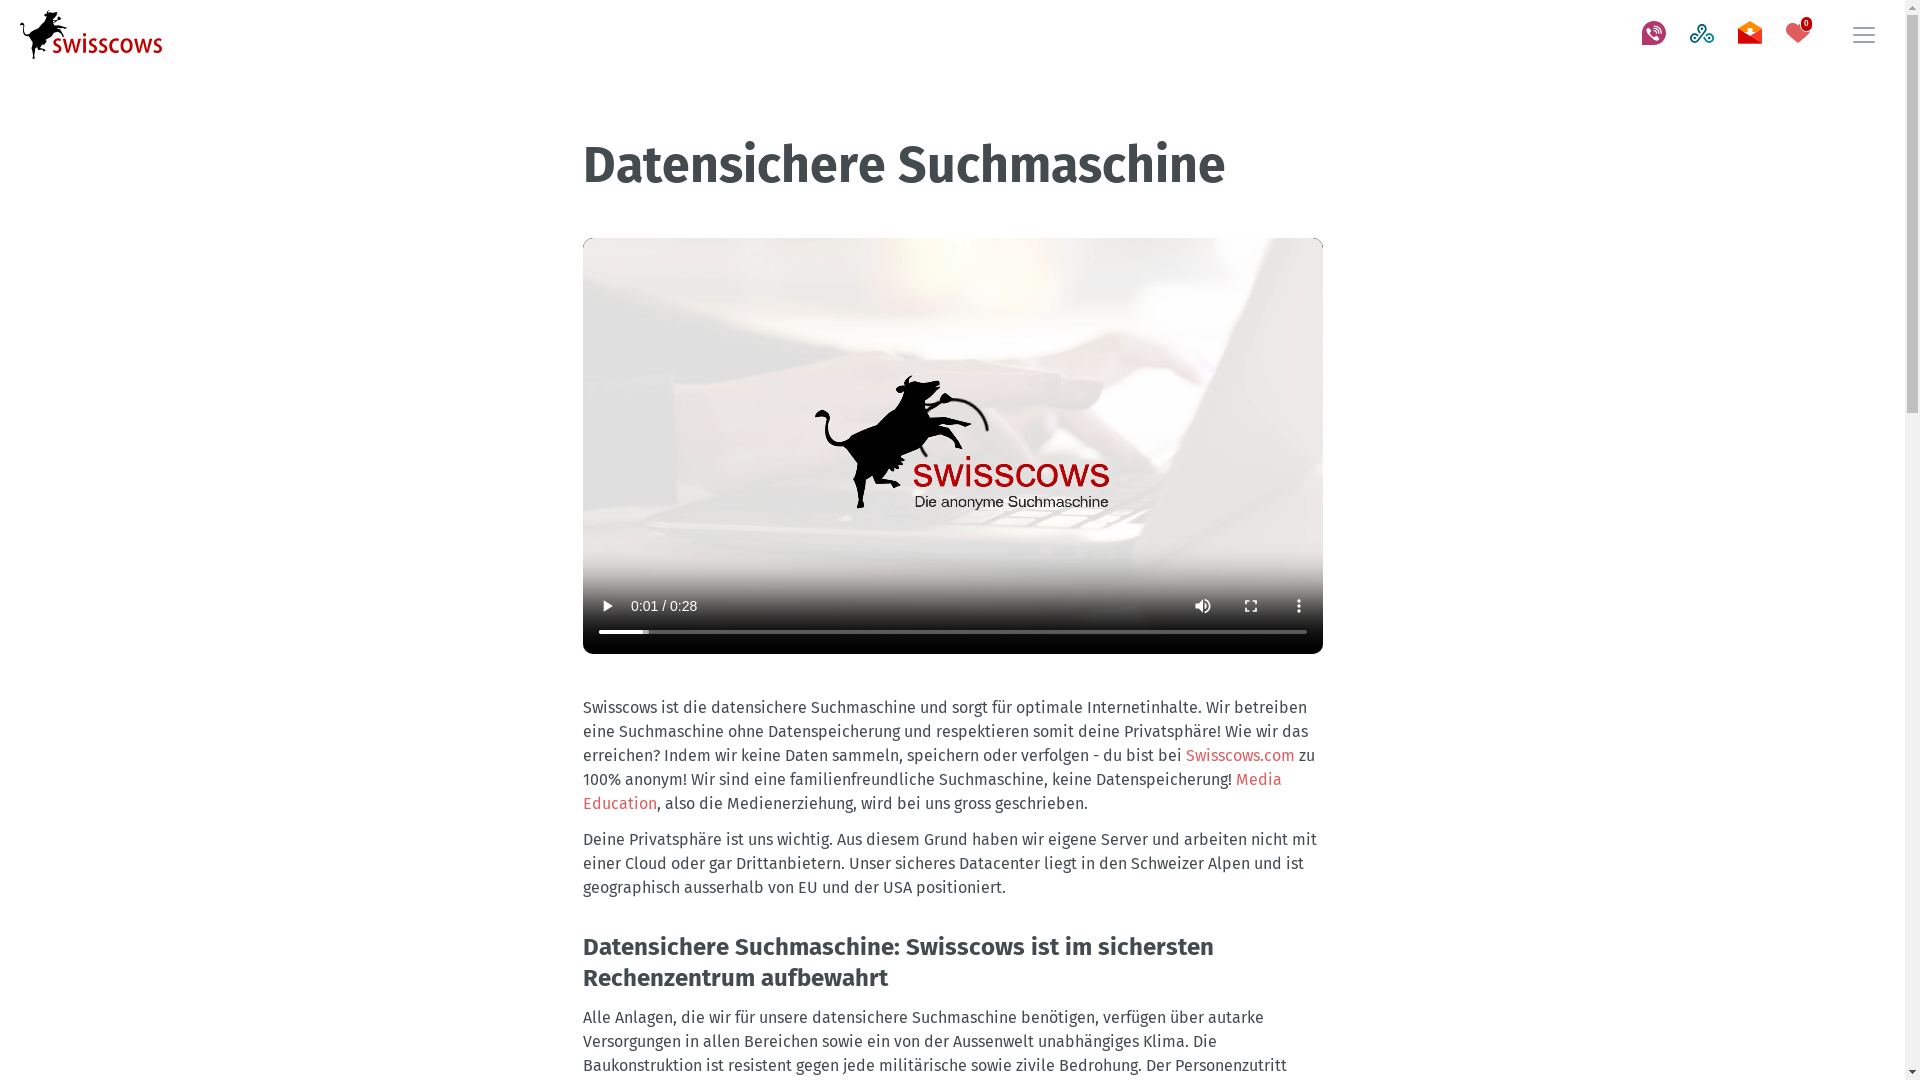 swisscows
0
Datensichere Suchmaschine
swisscows
Die anonyme Suchmaschine
0:01 / 0:28
Swisscows ist die datensichere Suchmaschine und sorgt für optimale Internetinhalte. Wir betreiben
eine Suchmaschine ohne Datenspeicherung und respektieren somit deine Privatsphäre! Wie wir das
erreichen? Indem wir keine Daten sammeln, speichern oder verfolgen - du bist bei Swisscows.com zu
100% anonym! Wir sind eine familienfreundliche Suchmaschine, keine Datenspeicherung! Media
Education, also die Medienerziehung, wird bei uns gross geschrieben.
Deine Privatsphäre ist uns wichtig. Aus diesem Grund haben wir eigene Server und arbeiten nicht mit
einer Cloud oder gar Drittanbietern. Unser sicheres Datacenter liegt in den Schweizer Alpen und ist
geographisch ausserhalb von EU und der USA positioniert.
Datensichere Suchmaschine: Swisscows ist im sichersten
Rechenzentrum aufbewahrt
Alle Anlagen, die wir für unsere datensichere Suchmaschine benötigen, verfügen über autarke
Versorgungen in allen Bereichen sowie ein von der Aussenwelt unabhängiges Klima. Die
Baukonstruktion ist resistent gegen jede militärische sowie zivile Bedrohung. Der Personenzutritt